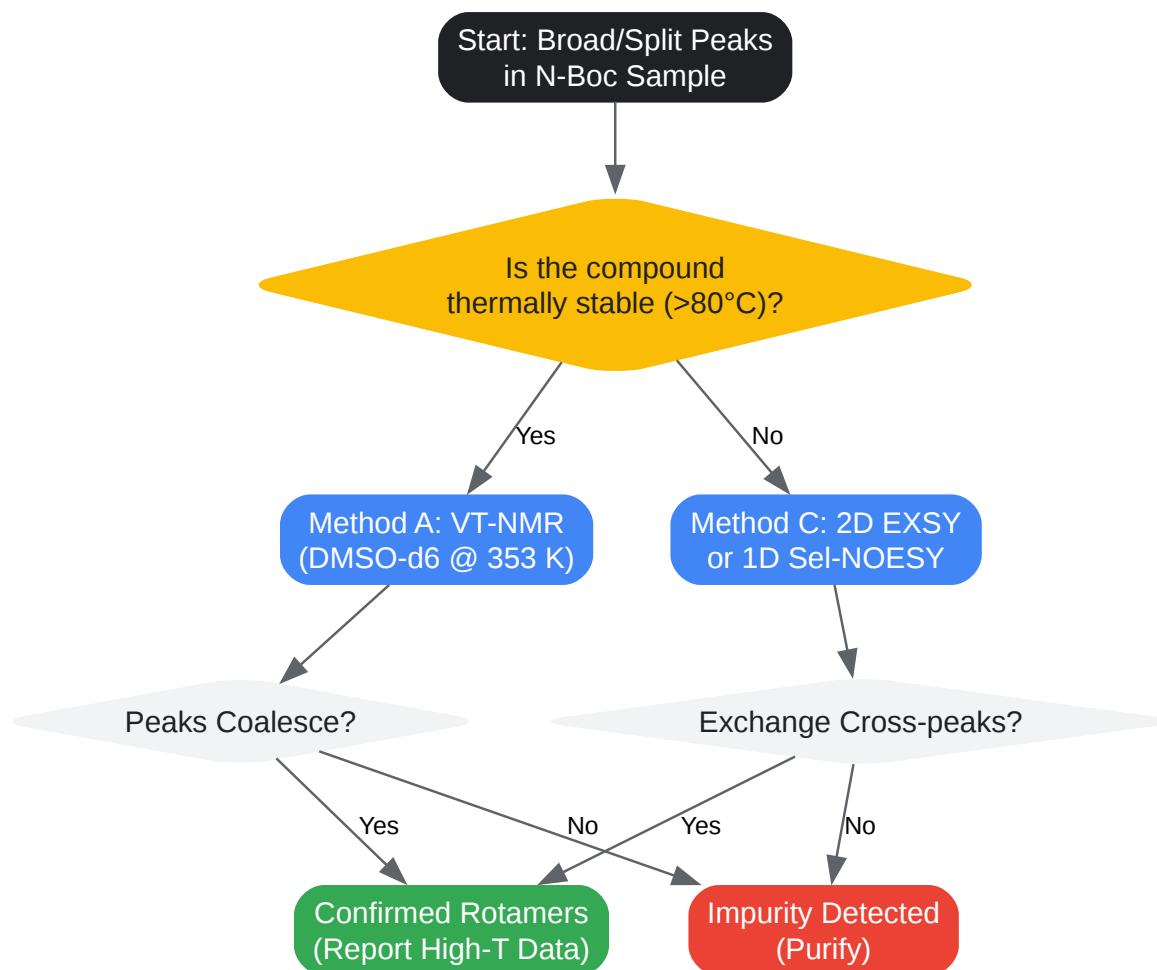 Start: Broad/Split Peaks
in N-Boc Sample
Is the compound
thermally stable (>80°C)?
Yes
No
Method A: VT-NMR
(DMSO-d6 @ 353 K)
Method C: 2D EXSY
or 1D Sel-NOESY
Peaks Coalesce?
Exchange Cross-peaks?
Yes
No
Yes
No
Confirmed Rotamers
(Report High-T Data)
Impurity Detected
(Purify)